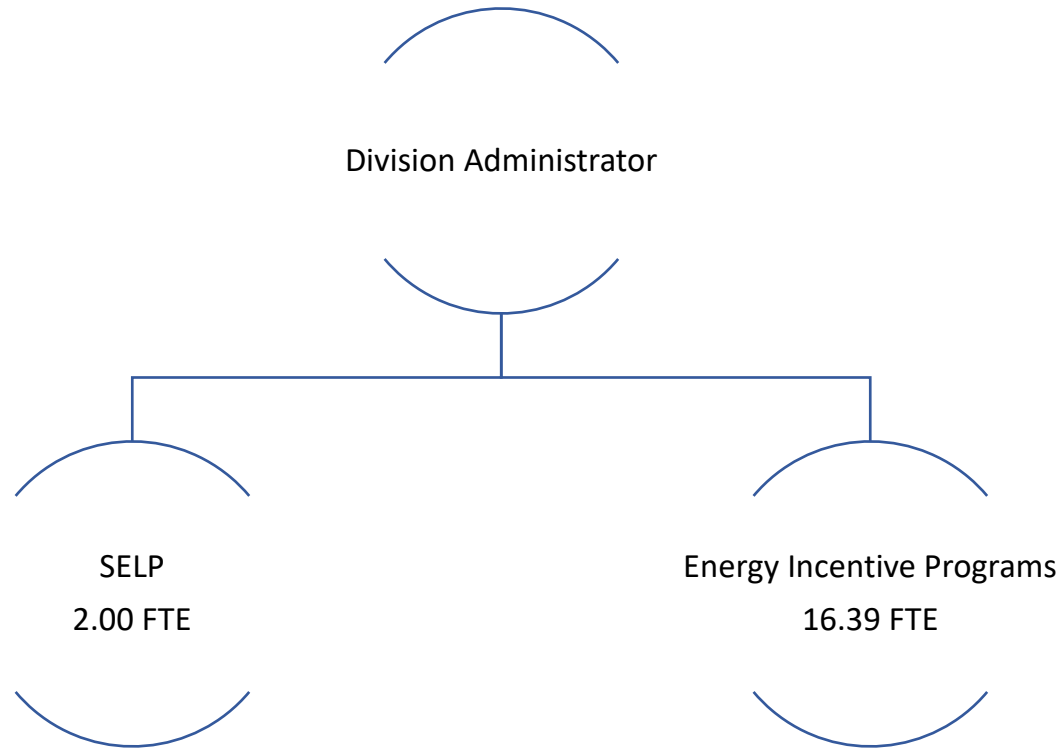 Division Administrator
SELP
2.00 FTE
Energy Incentive Programs
16.39 FTE